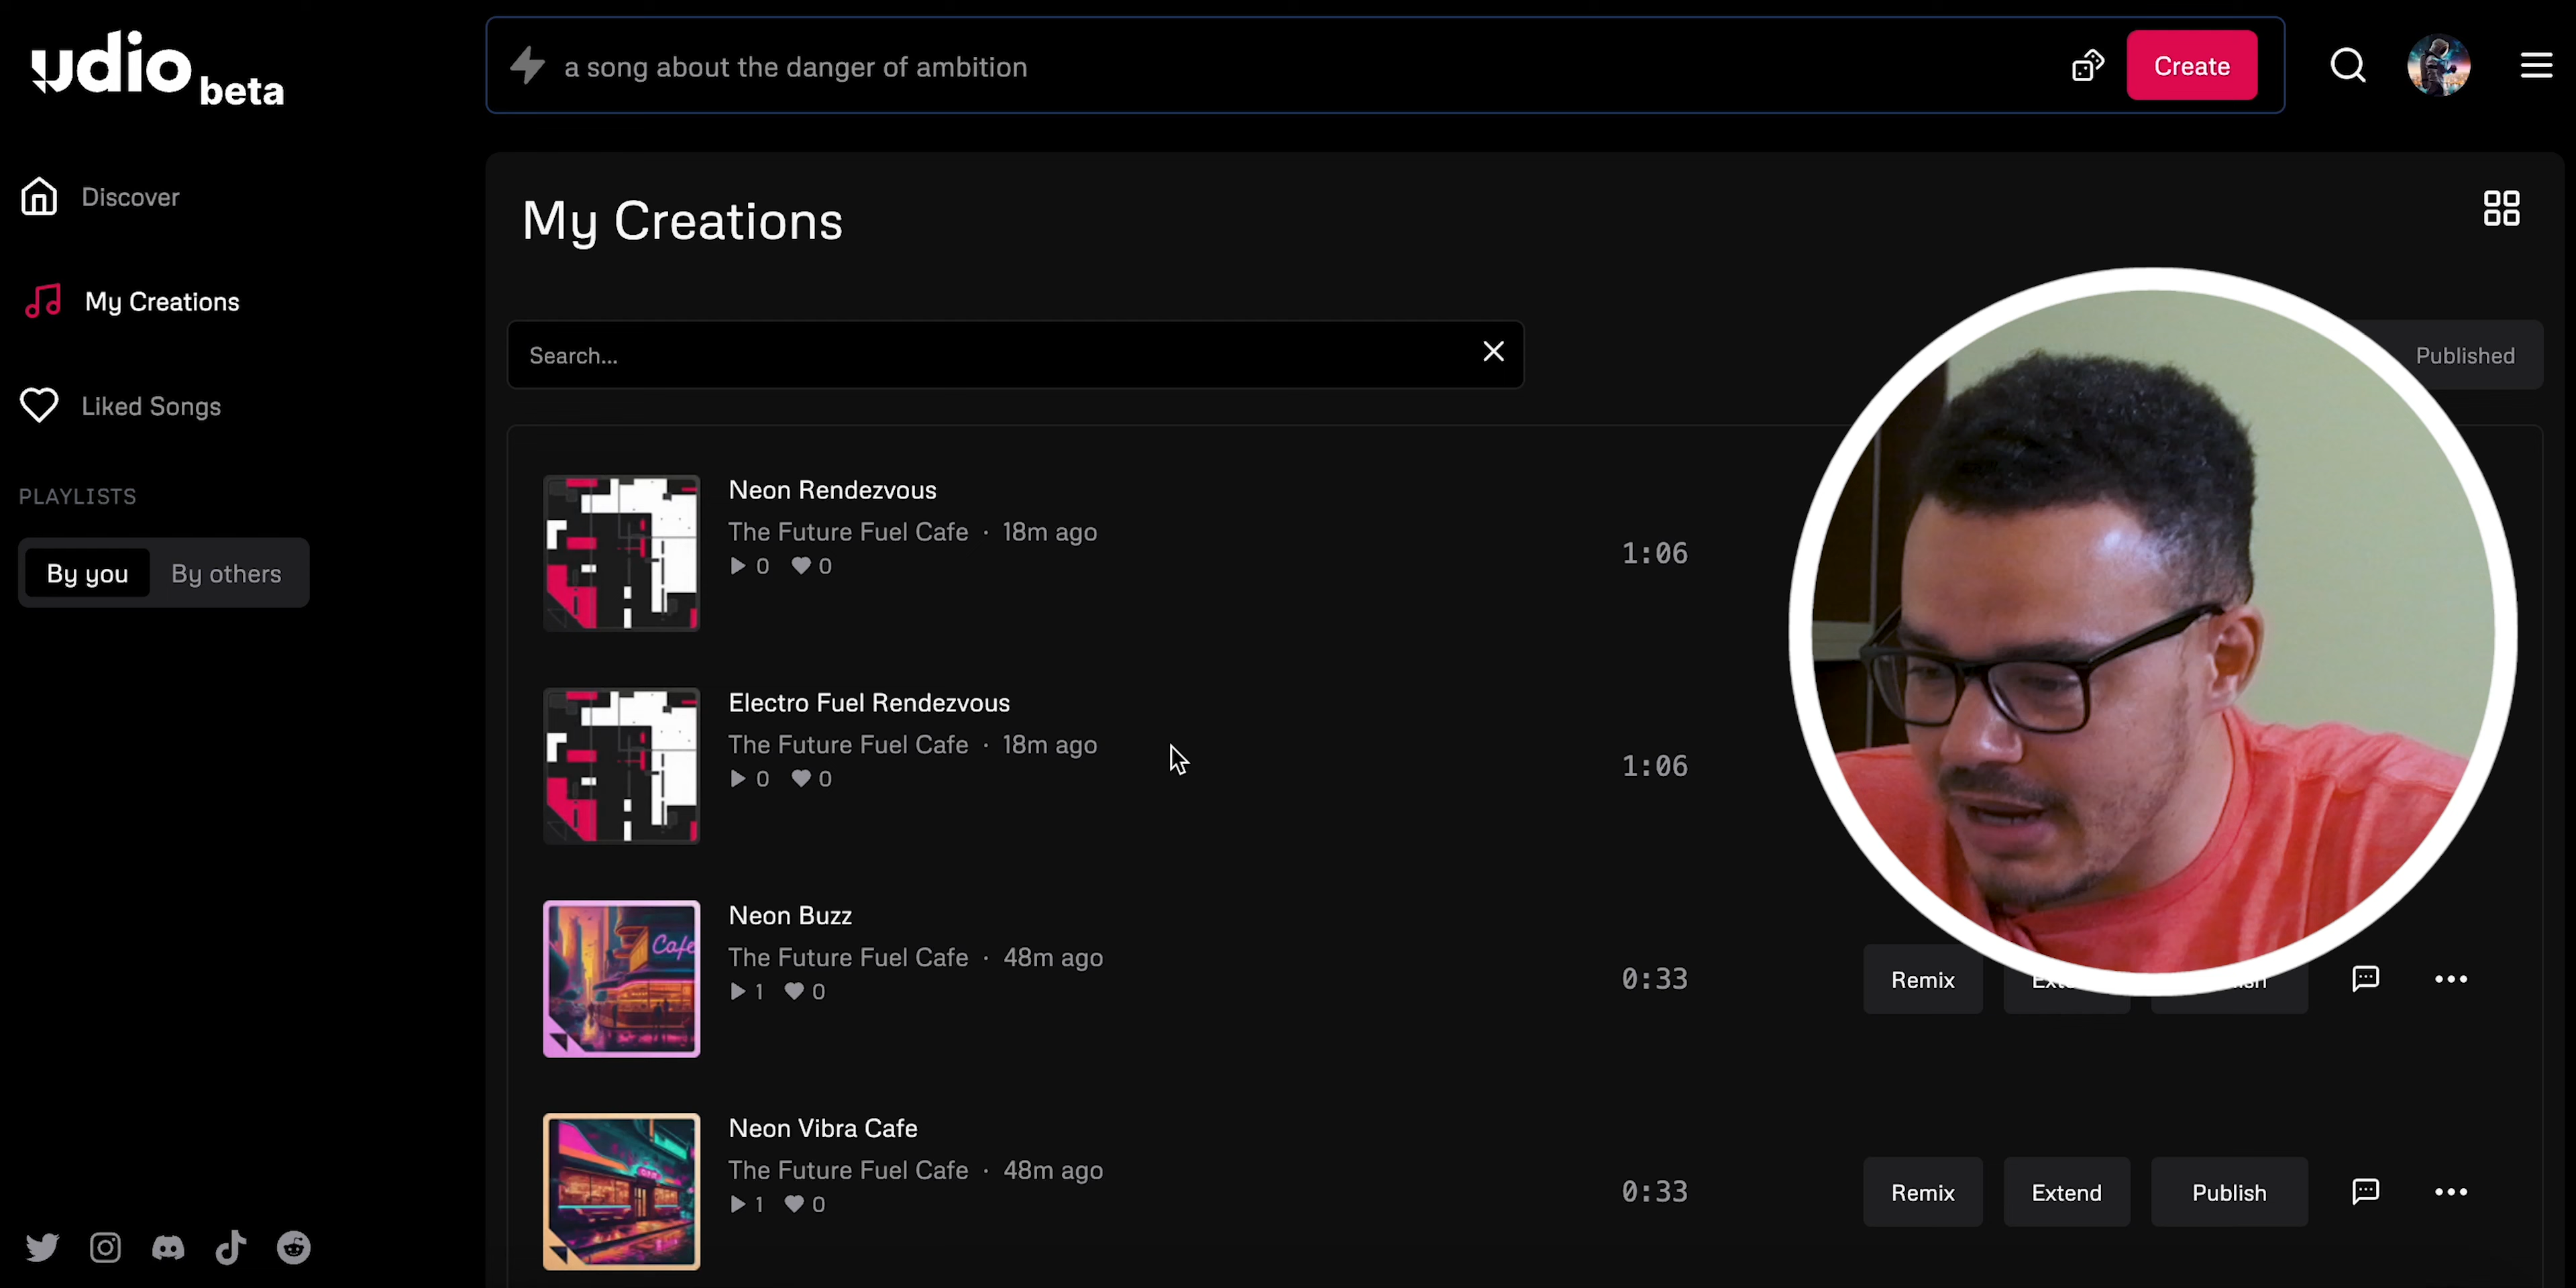 udio beta
a song about the danger of ambition
Create
Discover
My Creations
Liked Songs
PLAYLISTS
By you
By others
My Creations
Search...
Published
Neon Rendezvous
The Future Fuel Cafe · 18m ago
0 0
1:06
Electro Fuel Rendezvous
The Future Fuel Cafe · 18m ago
0 0
1:06
Cafe
Neon Buzz
The Future Fuel Cafe · 48m ago
1 0
0:33
Remix
Neon Vibra Cafe
The Future Fuel Cafe · 48m ago
1 0
0:33
Remix
Extend
Publish